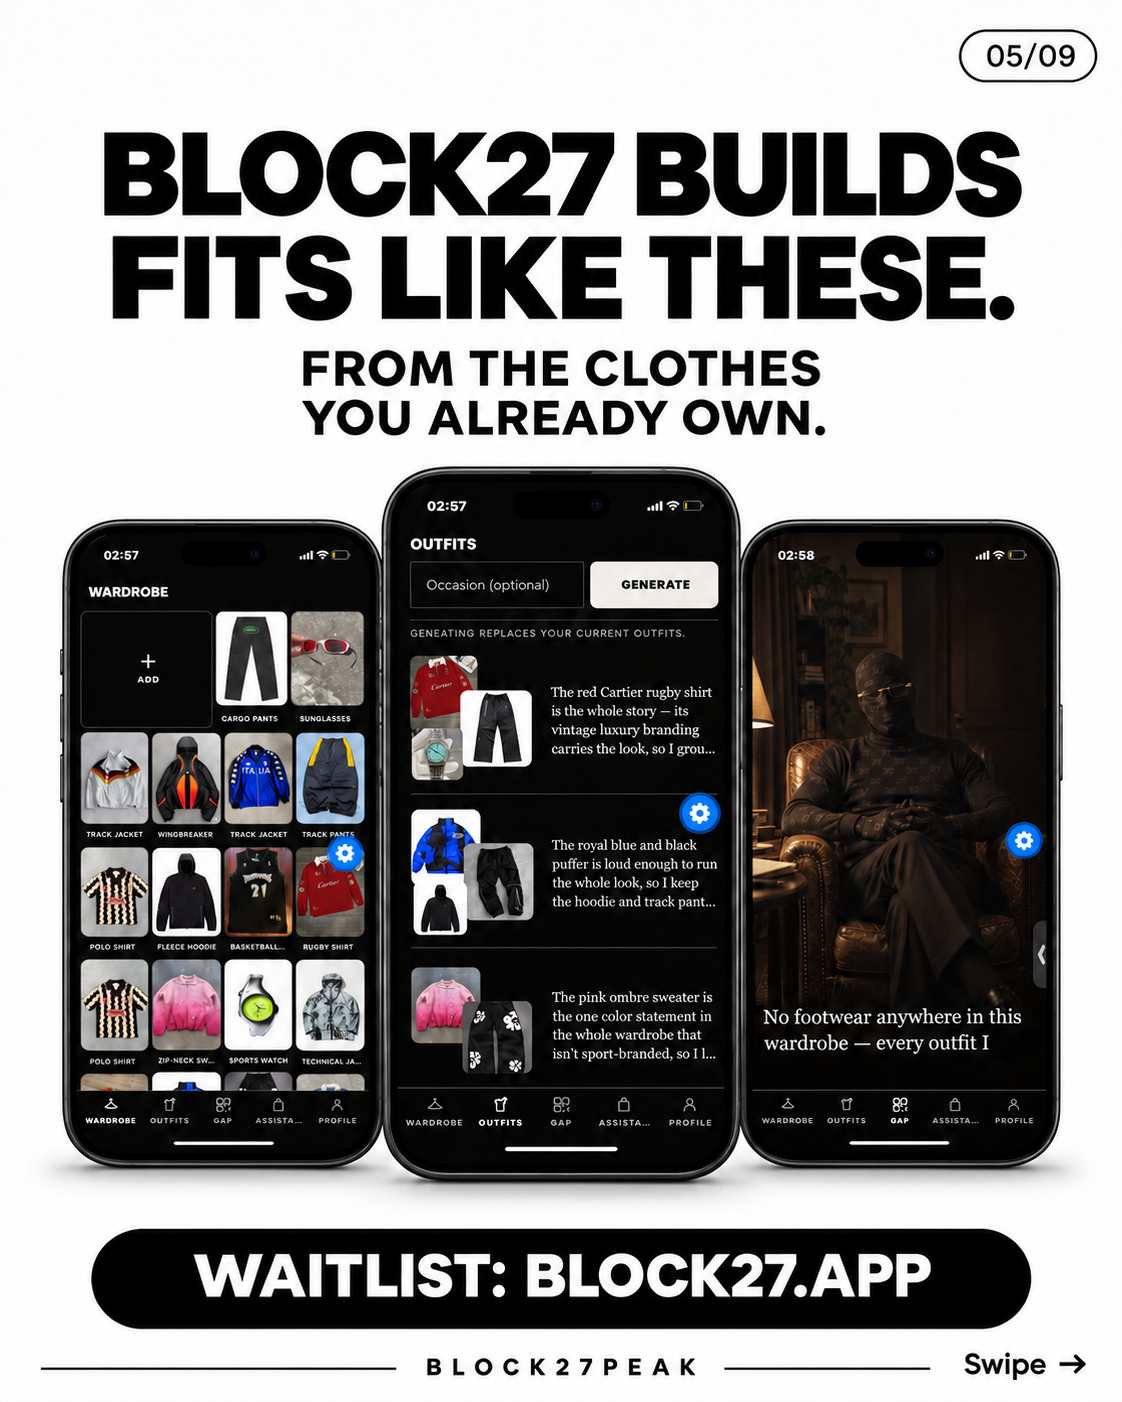 05/09
BLOCK27 BUILDS
FITS LIKE THESE.
FROM THE CLOTHES
YOU ALREADY OWN.
02:57
WARDROBE
+
ADD
CARGO PANTS
SUNGLASSES
TRACK JACKET
WINGBREAKER
TRACK JACKET
TRACK PANTS
ITALIA
21
Cartier
POLO SHIRT
FLEECE HOODIE
BASKETBALL...
RUGBY SHIRT
POLO SHIRT
ZIP-NECK SW...
SPORTS WATCH
TECHNICAL JA...
WARDROBE
OUTFITS
GAP
ASSISTA...
PROFILE
02:57
OUTFITS
Occasion (optional)
GENERATE
GENEATING REPLACES YOUR CURRENT OUTFITS.
Cartier
The red Cartier rugby shirt
is the whole story — its
vintage luxury branding
carries the look, so I grou...
The royal blue and black
puffer is loud enough to run
the whole look, so I keep
the hoodie and track pant...
The pink ombre sweater is
the one color statement in
the whole wardrobe that
isn't sport-branded, so I l...
WARDROBE
OUTFITS
GAP
ASSISTA...
PROFILE
02:58
No footwear anywhere in this
wardrobe — every outfit I
WARDROBE
OUTFITS
GAP
ASSISTA...
PROFILE
WAITLIST: BLOCK27.APP
BLOCK27PEAK
Swipe →